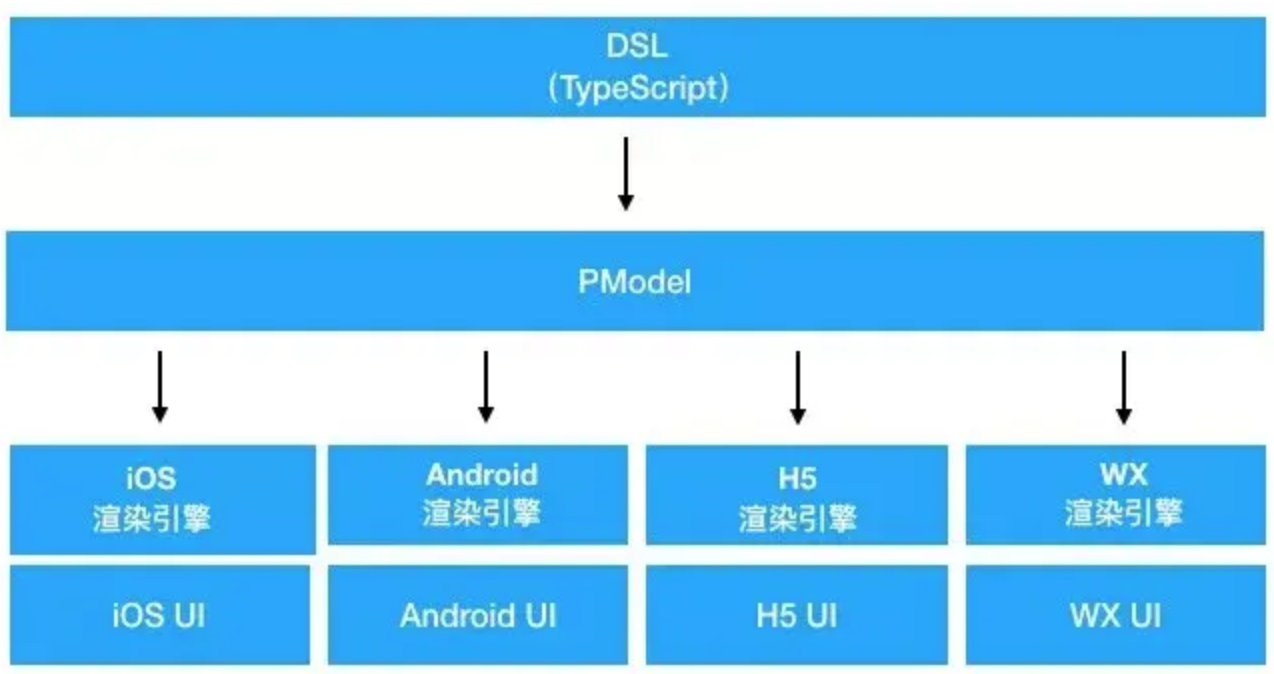 DSL
(TypeScript)
PModel
iOS
渲染引擎
Android
渲染引擎
H5
渲染引擎
WX
渲染引擎
iOS UI
Android UI
H5 UI
WX UI